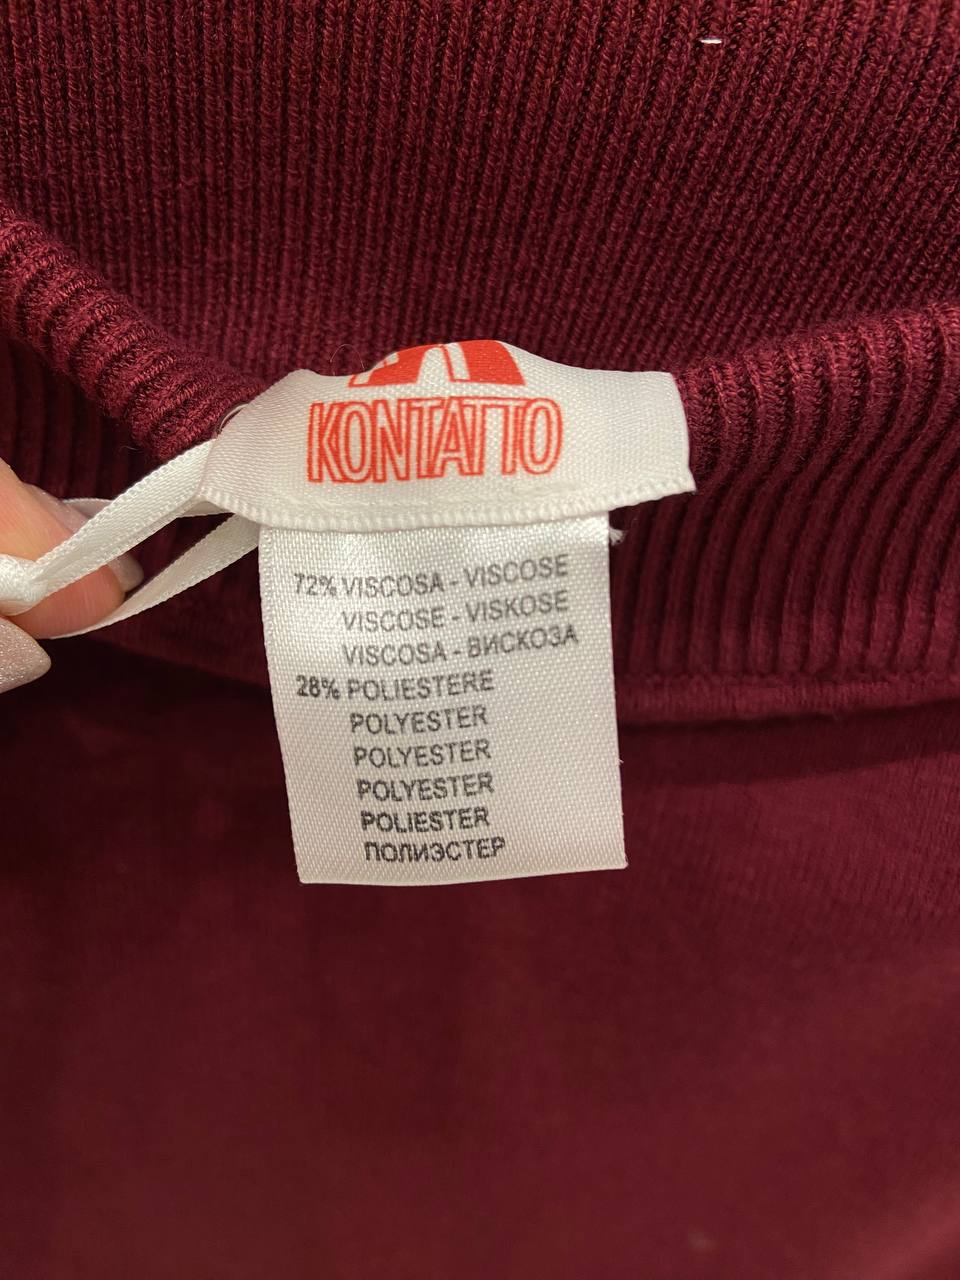 KONTATTO
72% VISCOSA - VISCOSE
VISCOSE - VISKOSE
VISCOSA - ВИСКОЗА
28% POLIESTERE
POLYESTER
POLYESTER
POLYESTER
POLIESTER
ПОЛИЭСТЕР